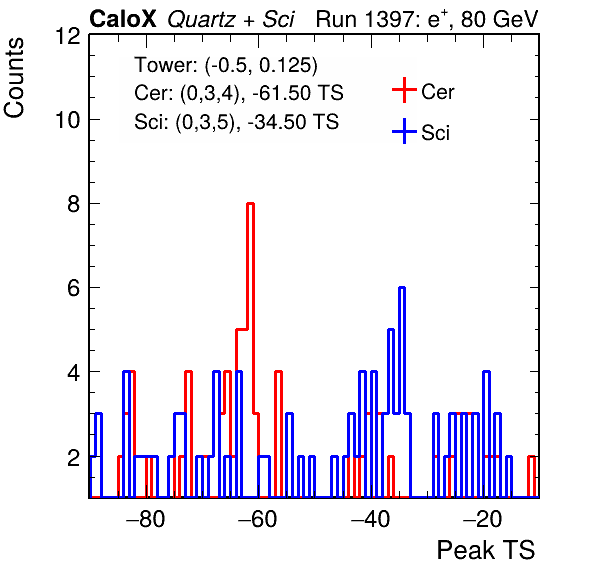 CaloX Quartz + Sci Run 1397: e⁺, 80 GeV
Counts
12
10
8
6
4
2
Tower: (-0.5, 0.125)
Cer: (0,3,4), -61.50 TS
Sci: (0,3,5), -34.50 TS
Cer
Sci
−80 −60 −40 −20
Peak TS